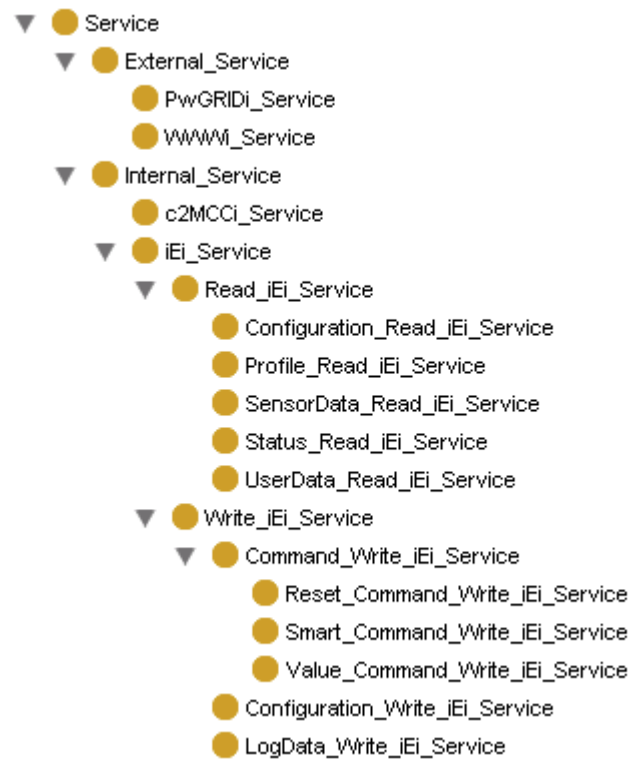 Service
External_Service
PwGRIDi_Service
WWWi_Service
Internal_Service
c2MCCi_Service
iEi_Service
Read_iEi_Service
Configuration_Read_iEi_Service
Profile_Read_iEi_Service
SensorData_Read_iEi_Service
Status_Read_iEi_Service
UserData_Read_iEi_Service
Write_iEi_Service
Command_Write_iEi_Service
Reset_Command_Write_iEi_Service
Smart_Command_Write_iEi_Service
Value_Command_Write_iEi_Service
Configuration_Write_iEi_Service
LogData_Write_iEi_Service